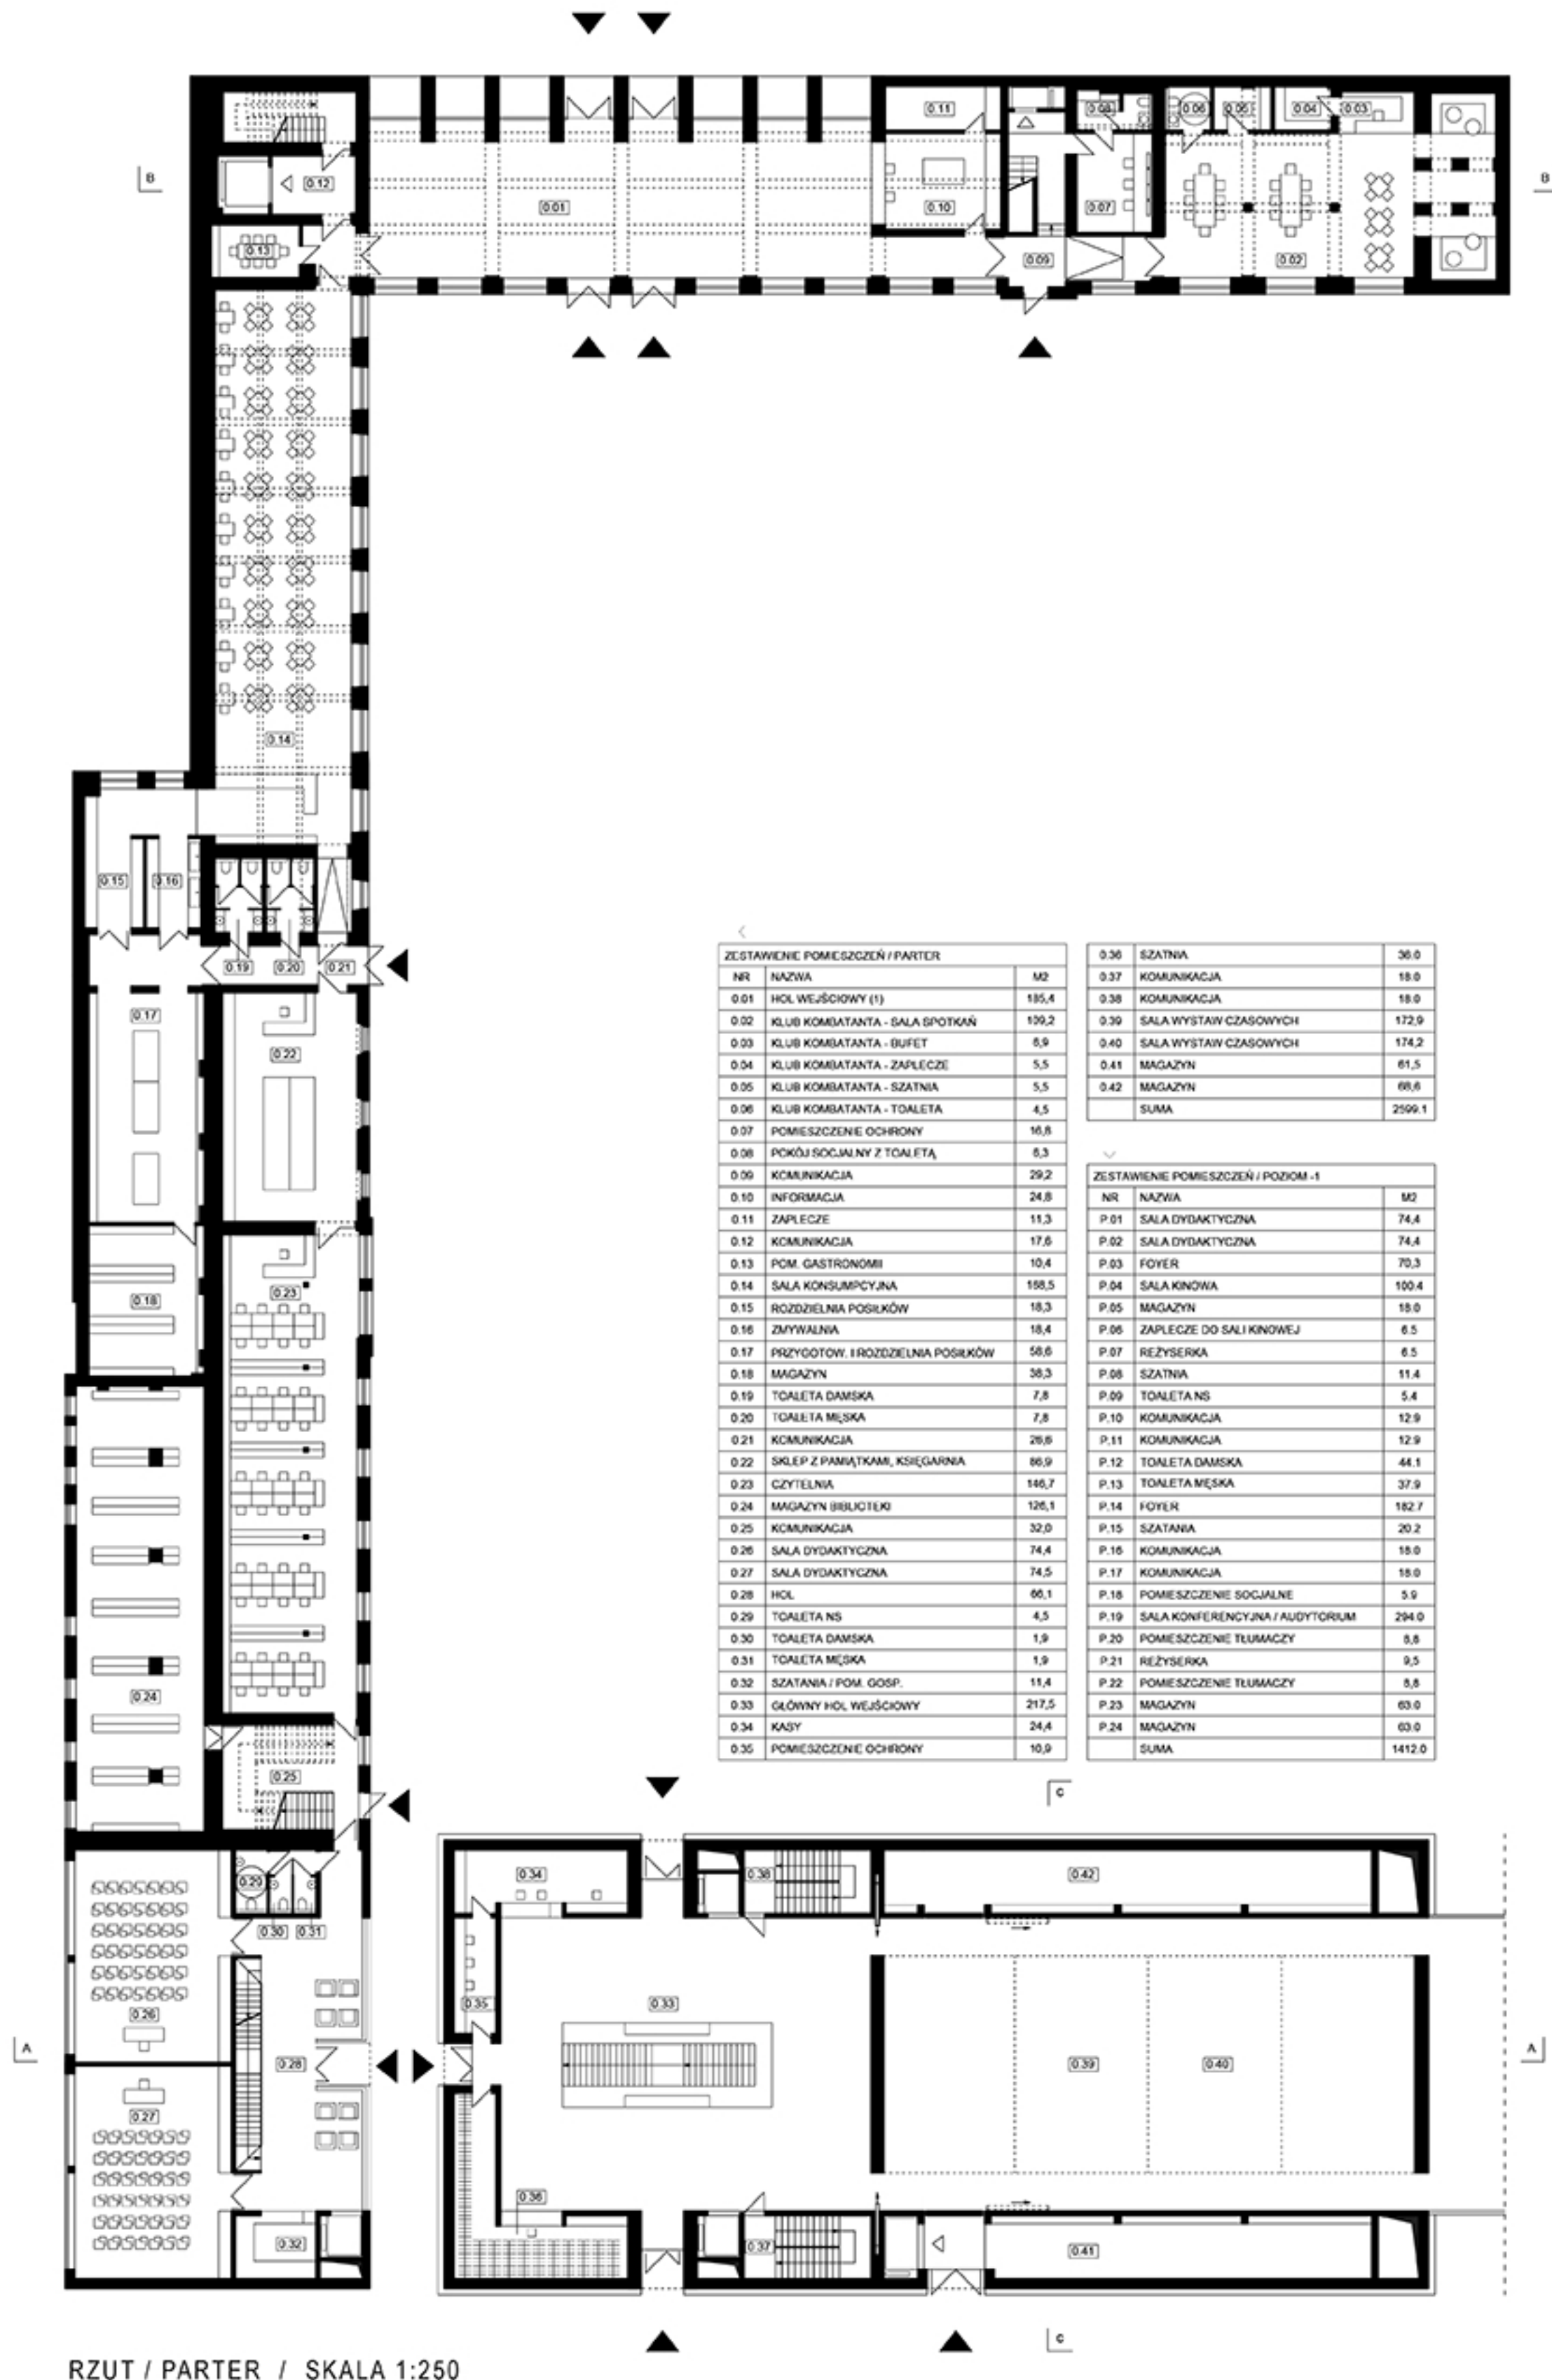 B
B
0.11
0.08
0.06
0.05
0.04
0.03
0.12
0.01
0.10
0.07
0.13
0.09
0.02
0.14
0.15
0.16
0.19
0.20
0.21
0.17
0.22
0.18
0.23
0.24
0.25
ZESTAWIENIE POMIESZCZEŃ / PARTER
NR NAZWA M2
0.01 HOL WEJŚCIOWY (1) 185,4
0.02 KLUB KOMBATANTA - SALA SPOTKAŃ 109,2
0.03 KLUB KOMBATANTA - BUFET 6,9
0.04 KLUB KOMBATANTA - ZAPLECZE 5,5
0.05 KLUB KOMBATANTA - SZATNIA 5,5
0.06 KLUB KOMBATANTA - TOALETA 4,5
0.07 POMIESZCZENIE OCHRONY 16,8
0.08 POKÓJ SOCJALNY Z TOALETĄ 6,3
0.09 KOMUNIKACJA 29,2
0.10 INFORMACJA 24,8
0.11 ZAPLECZE 11,3
0.12 KOMUNIKACJA 17,6
0.13 POM. GASTRONOMII 10,4
0.14 SALA KONSUMPCYJNA 168,5
0.15 ROZDZIELNIA POSIŁKÓW 18,3
0.16 ZMYWALNIA 18,4
0.17 PRZYGOTOW. I ROZDZIELNIA POSIŁKÓW 58,6
0.18 MAGAZYN 38,3
0.19 TOALETA DAMSKA 7,8
0.20 TOALETA MĘSKA 7,8
0.21 KOMUNIKACJA 26,6
0.22 SKLEP Z PAMIĄTKAMI, KSIĘGARNIA 86,9
0.23 CZYTELNIA 146,7
0.24 MAGAZYN BIBLIOTEKI 126,1
0.25 KOMUNIKACJA 32,0
0.26 SALA DYDAKTYCZNA 74,4
0.27 SALA DYDAKTYCZNA 74,5
0.28 HOL 66,1
0.29 TOALETA NS 4,5
0.30 TOALETA DAMSKA 1,9
0.31 TOALETA MĘSKA 1,9
0.32 SZATANIA / POM. GOSP. 11,4
0.33 GŁÓWNY HOL WEJŚCIOWY 217,5
0.34 KASY 24,4
0.35 POMIESZCZENIE OCHRONY 10,9
0.36 SZATNIA 36.0
0.37 KOMUNIKACJA 18.0
0.38 KOMUNIKACJA 18.0
0.39 SALA WYSTAW CZASOWYCH 172,9
0.40 SALA WYSTAW CZASOWYCH 174,2
0.41 MAGAZYN 61,5
0.42 MAGAZYN 68,6
SUMA 2599.1
ZESTAWIENIE POMIESZCZEŃ / POZIOM -1
NR NAZWA M2
P.01 SALA DYDAKTYCZNA 74,4
P.02 SALA DYDAKTYCZNA 74,4
P.03 FOYER 70,3
P.04 SALA KINOWA 100.4
P.05 MAGAZYN 18.0
P.06 ZAPLECZE DO SALI KINOWEJ 6.5
P.07 REŻYSERKA 6.5
P.08 SZATNIA 11.4
P.09 TOALETA NS 5.4
P.10 KOMUNIKACJA 12.9
P.11 KOMUNIKACJA 12.9
P.12 TOALETA DAMSKA 44.1
P.13 TOALETA MĘSKA 37.9
P.14 FOYER 182.7
P.15 SZATANIA 20.2
P.16 KOMUNIKACJA 18.0
P.17 KOMUNIKACJA 18.0
P.18 POMIESZCZENIE SOCJALNE 5.9
P.19 SALA KONFERENCYJNA / AUDYTORIUM 294.0
P.20 POMIESZCZENIE TŁUMACZY 8,8
P.21 REŻYSERKA 9,5
P.22 POMIESZCZENIE TŁUMACZY 8,8
P.23 MAGAZYN 63.0
P.24 MAGAZYN 63.0
SUMA 1412.0
C
0.29
0.30
0.31
0.26
0.28
0.27
0.32
0.34
0.38
0.42
0.35
0.33
0.39
0.40
0.36
0.37
0.41
A
A
C
RZUT / PARTER / SKALA 1:250